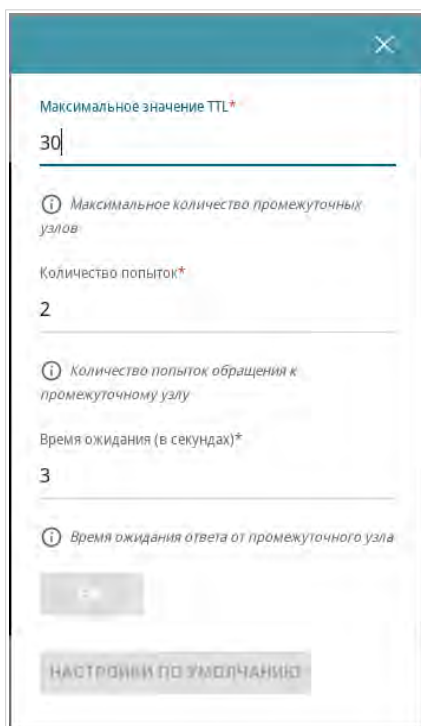 Максимальное значение TTL*
30
Максимальное количество промежуточных
узлов
Количество попыток*
2
Количество попыток обращения к
промежуточному узлу
Время ожидания (в секундах)*
3
Время ожидания ответа от промежуточного узла
НАСТРОЙКИ ПО УМОЛЧАНИЮ